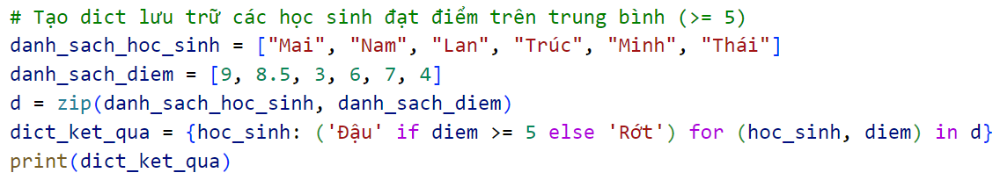 # Tạo dict lưu trữ các học sinh đạt điểm trên trung bình (>= 5)
danh_sach_hoc_sinh = ["Mai", "Nam", "Lan", "Trúc", "Minh", "Thái"]
danh_sach_diem = [9, 8.5, 3, 6, 7, 4]
d = zip(danh_sach_hoc_sinh, danh_sach_diem)
dict_ket_qua = {hoc_sinh: ('Đậu' if diem >= 5 else 'Rớt') for (hoc_sinh, diem) in d}
print(dict_ket_qua)